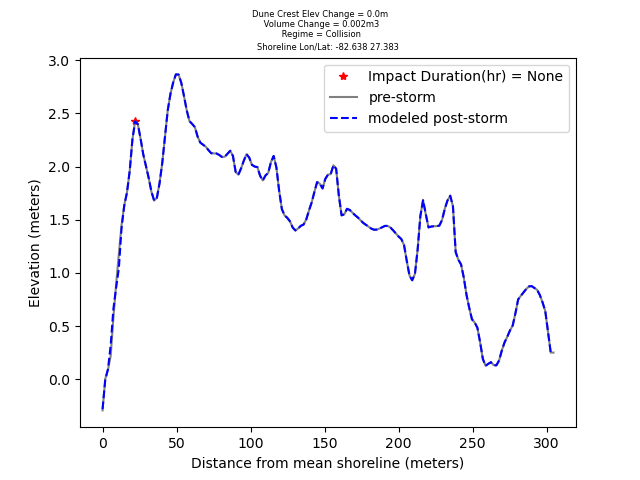 Dune Crest Elev Change = 0.0m
Volume Change = 0.002m3
Regime = Collision
Shoreline Lon/Lat: -82.638 27.383
Impact Duration(hr) = None
pre-storm
modeled post-storm
3.0
2.5
2.0
1.5
1.0
0.5
0.0
Elevation (meters)
0 50 100 150 200 250 300
Distance from mean shoreline (meters)